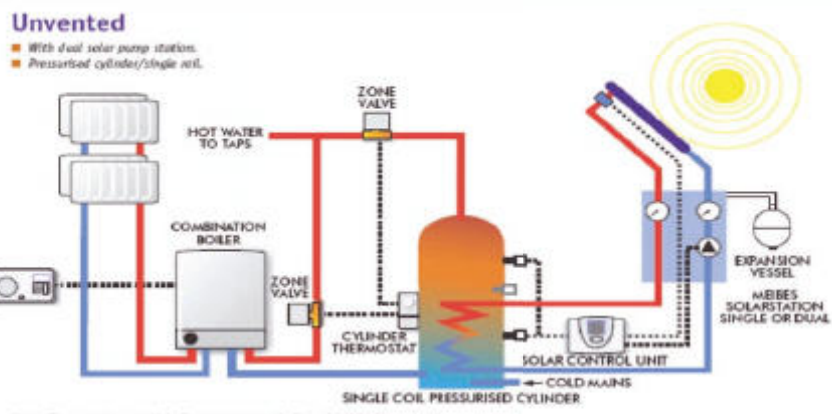 Unvented
With dual solar pump station.
Pressurised cylinder/single coil.
ZONE
VALVE
HOT WATER
TO TAPS
COMBINATION
BOILER
ZONE
VALVE
CYLINDER
THERMOSTAT
EXPANSION
VESSEL
MEIBES
SOLARSTATION
SINGLE OR DUAL
SOLAR CONTROL UNIT
COLD MAINS
SINGLE COIL PRESSURISED CYLINDER